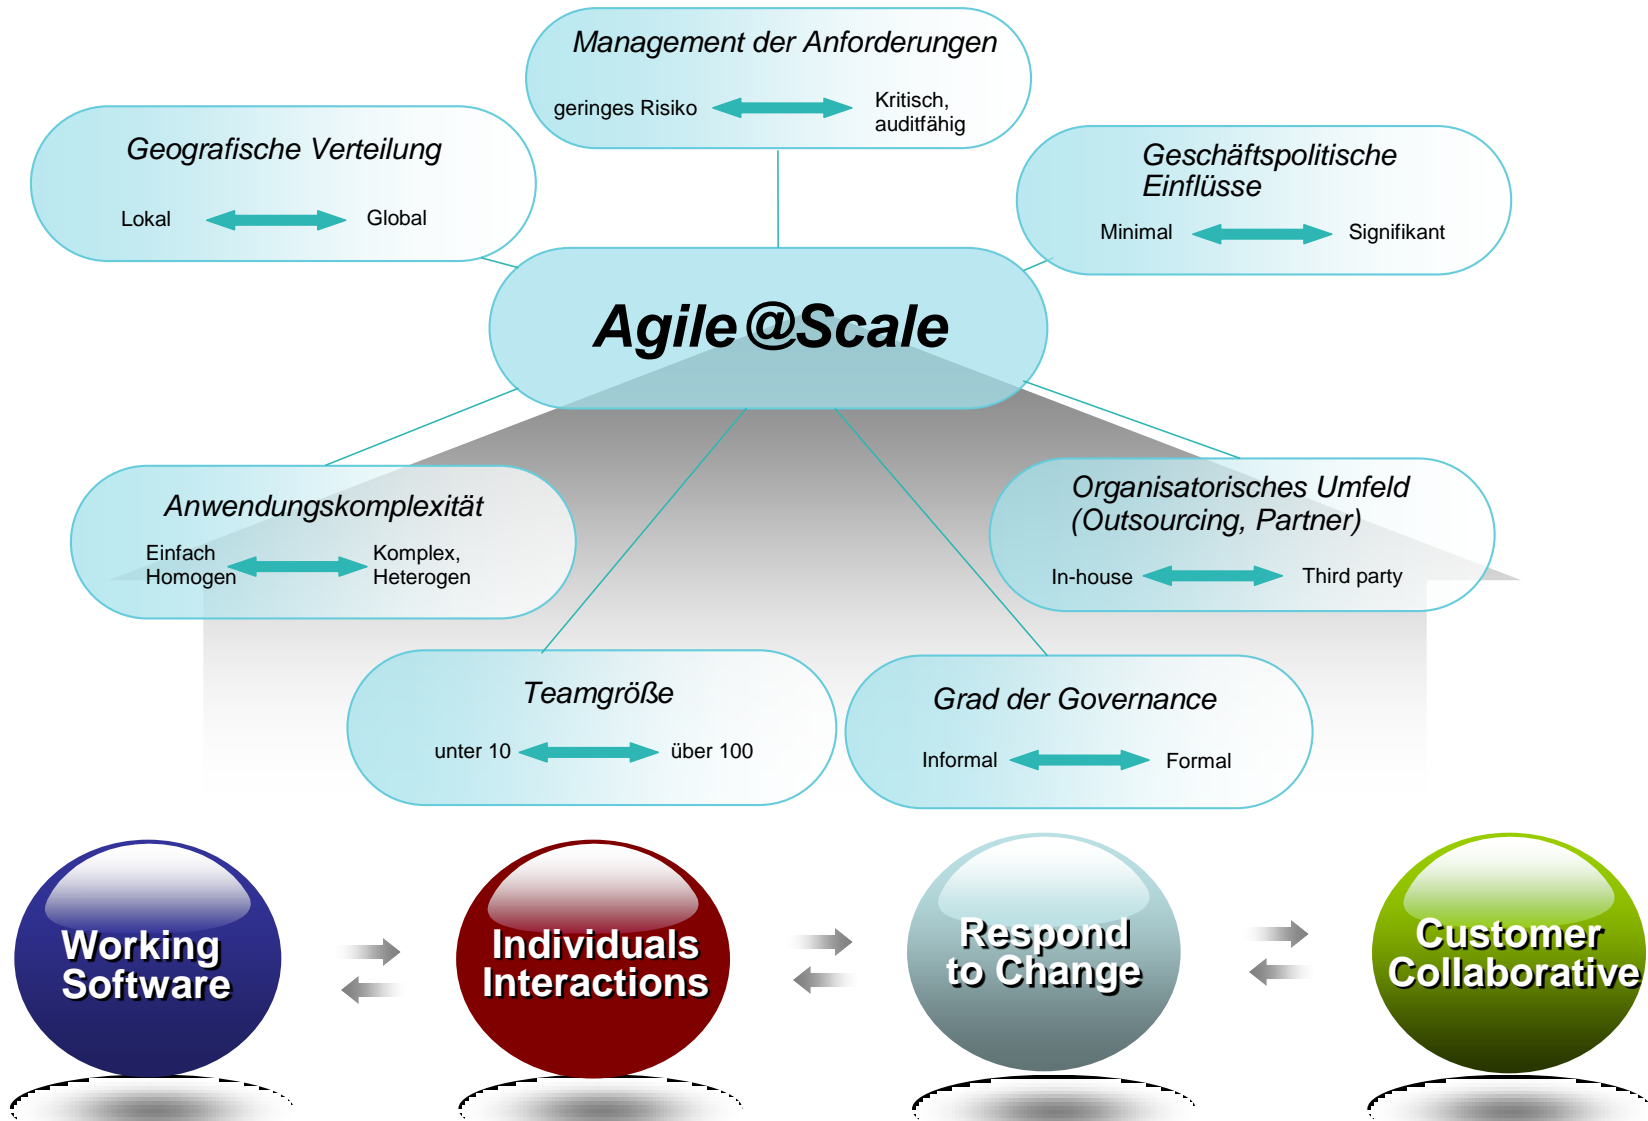 Management der Anforderungen
geringes Risiko
Kritisch,
auditfähig
Geografische Verteilung
Lokal
Global
Geschäftspolitische
Einflüsse
Minimal
Signifikant
Agile@Scale
Anwendungskomplexität
Einfach
Homogen
Komplex,
Heterogen
Organisatorisches Umfeld
(Outsourcing, Partner)
In-house
Third party
Teamgröße
unter 10
über 100
Grad der Governance
Informal
Formal
Working
Software
Individuals
Interactions
Respond
to Change
Customer
Collaborative